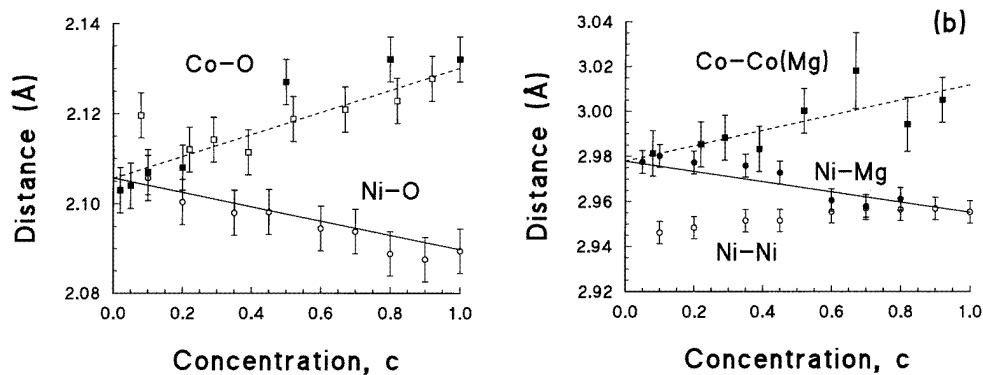 2.14
2.12
2.10
2.08
Distance (Å)
Co–O
Ni–O
0.0 0.2 0.4 0.6 0.8 1.0
Concentration, c
(b)
3.04
3.02
3.00
2.98
2.96
2.94
2.92
Distance (Å)
Co–Co(Mg)
Ni–Mg
Ni–Ni
0.0 0.2 0.4 0.6 0.8 1.0
Concentration, c